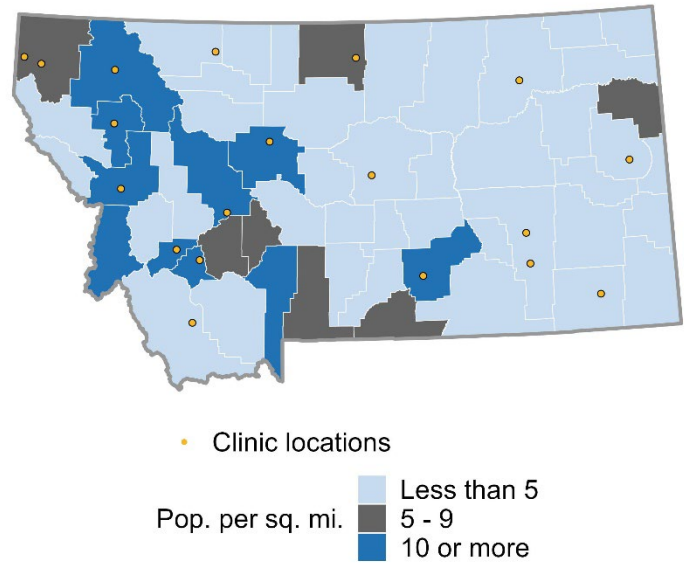 Clinic locations
Less than 5
Pop. per sq. mi. 5 - 9
10 or more